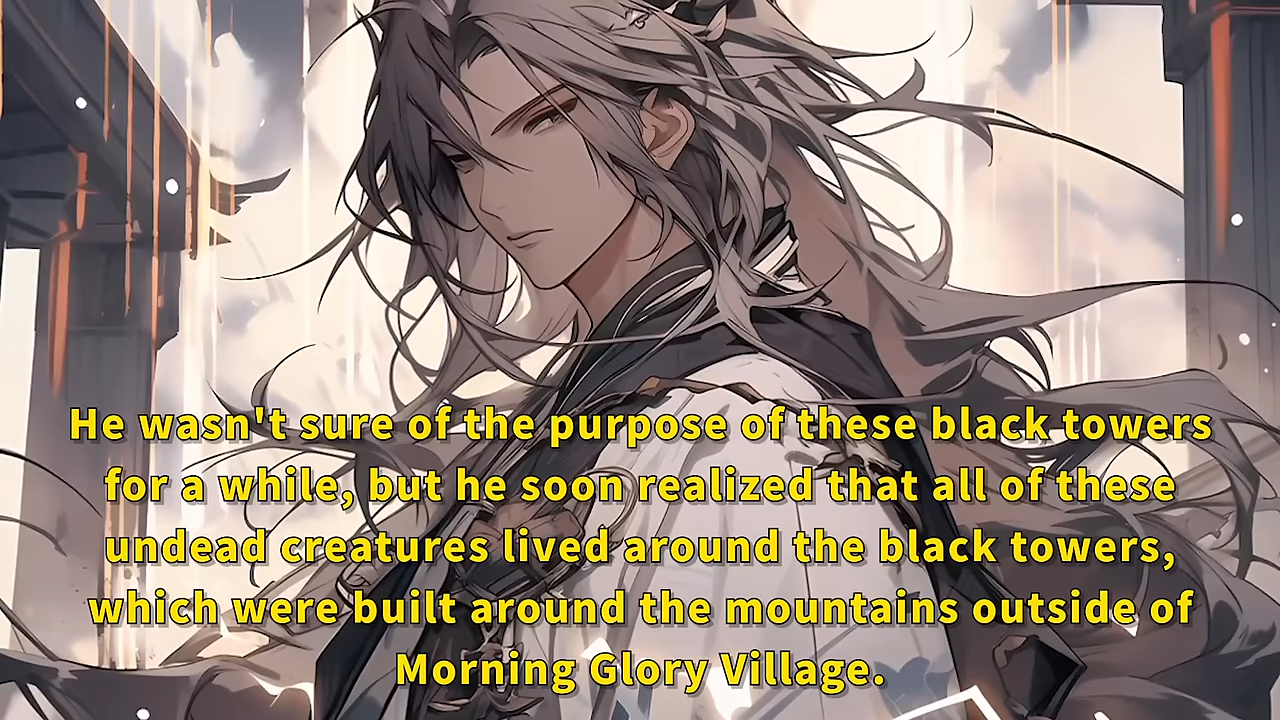 He wasn't sure of the purpose of these black towers
for a while, but he soon realized that all of these
undead creatures lived around the black towers,
which were built around the mountains outside of
Morning Glory Village.